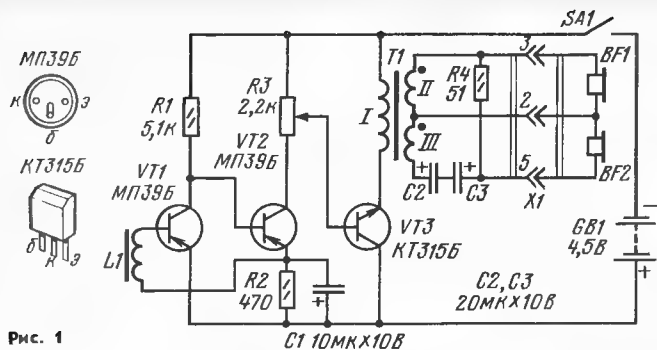 SA1
МП39Б
к
э
б
КТ315Б
б
к
э
R1
5,1к
R3
2,2к
VT1
МП39Б
VT2
МП39Б
L1
R2
470
C1 10мк×10В
I
T1
II
III
R4
51
C2
C3
+
+
+
VT3
КТ315Б
3
2
5
X1
BF1
BF2
GB1
4,5В
−
+
C2, C3
20мк×10В
Рис. 1